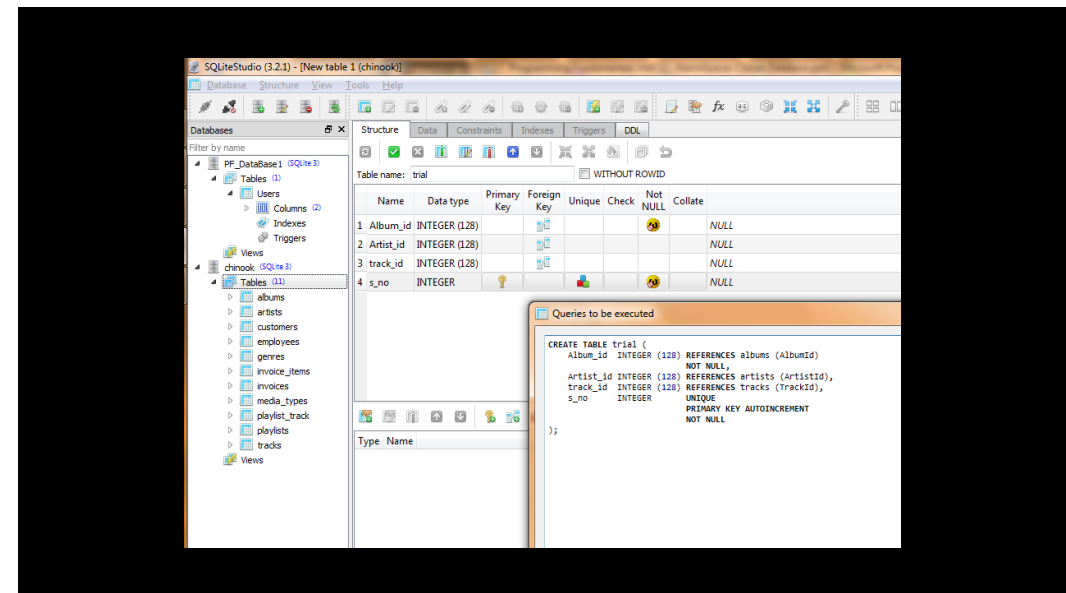 SQLiteStudio (3.2.1) - [New table 1 (chinook)]
Database Structure View Tools Help
Databases
Filter by name
PF_DataBase1 (SQLite 3)
Tables (1)
Users
Columns (2)
Indexes
Triggers
Views
chinook (SQLite 3)
Tables (11)
albums
artists
customers
employees
genres
invoice_items
invoices
media_types
playlist_track
playlists
tracks
Views
Structure Data Constraints Indexes Triggers DDL
Table name: trial WITHOUT ROWID
Name Data type Primary Key Foreign Key Unique Check Not NULL Collate
1 Album_id INTEGER (128) NULL
2 Artist_id INTEGER (128) NULL
3 track_id INTEGER (128) NULL
4 s_no INTEGER NULL
Type Name
Queries to be executed
CREATE TABLE trial (
Album_id INTEGER (128) REFERENCES albums (AlbumId)
NOT NULL,
Artist_id INTEGER (128) REFERENCES artists (ArtistId),
track_id INTEGER (128) REFERENCES tracks (TrackId),
s_no INTEGER UNIQUE
PRIMARY KEY AUTOINCREMENT
NOT NULL
);